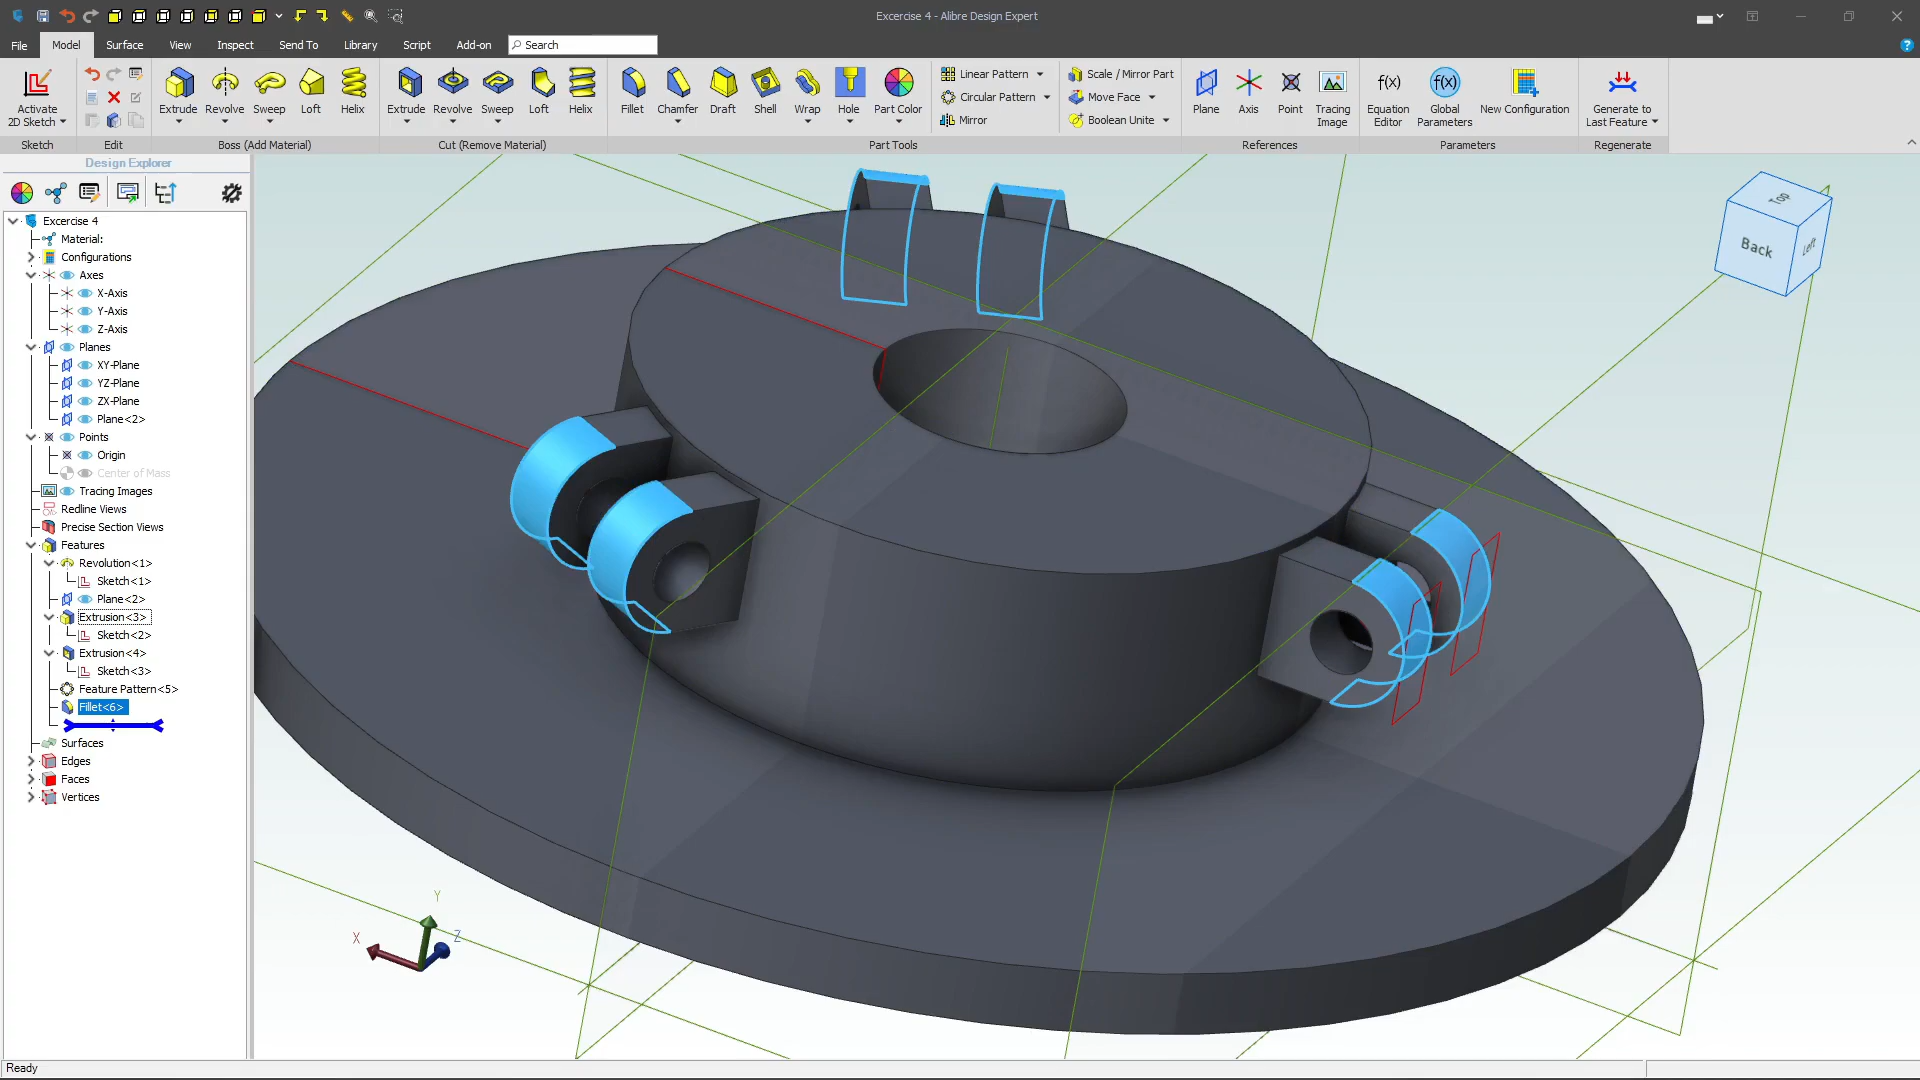 Excercise 4 - Alibre Design Expert
File Model Surface View Inspect Send To Library Script Add-on Search
Activate
2D Sketch
Extrude Revolve Sweep Loft Helix
Extrude Revolve Sweep Loft Helix
Fillet Chamfer Draft Shell Wrap Hole Part Color
Linear Pattern
Circular Pattern
Mirror
Scale / Mirror Part
Move Face
Boolean Unite
Plane Axis Point Tracing
Image
f(x) Equation
Editor
f(x) Global
Parameters
New Configuration
Generate to
Last Feature
Sketch Edit Boss (Add Material) Cut (Remove Material) Part Tools References Parameters Regenerate
Design Explorer
Excercise 4
Material:
Configurations
Axes
X-Axis
Y-Axis
Z-Axis
Planes
XY-Plane
YZ-Plane
ZX-Plane
Plane<2>
Points
Origin
Center of Mass
Tracing Images
Redline Views
Precise Section Views
Features
Revolution<1>
Sketch<1>
Plane<2>
Extrusion<3>
Sketch<2>
Extrusion<4>
Sketch<3>
Feature Pattern<5>
Fillet<6>
Surfaces
Edges
Faces
Vertices
Top
Back
Left
Y
X
Z
Ready